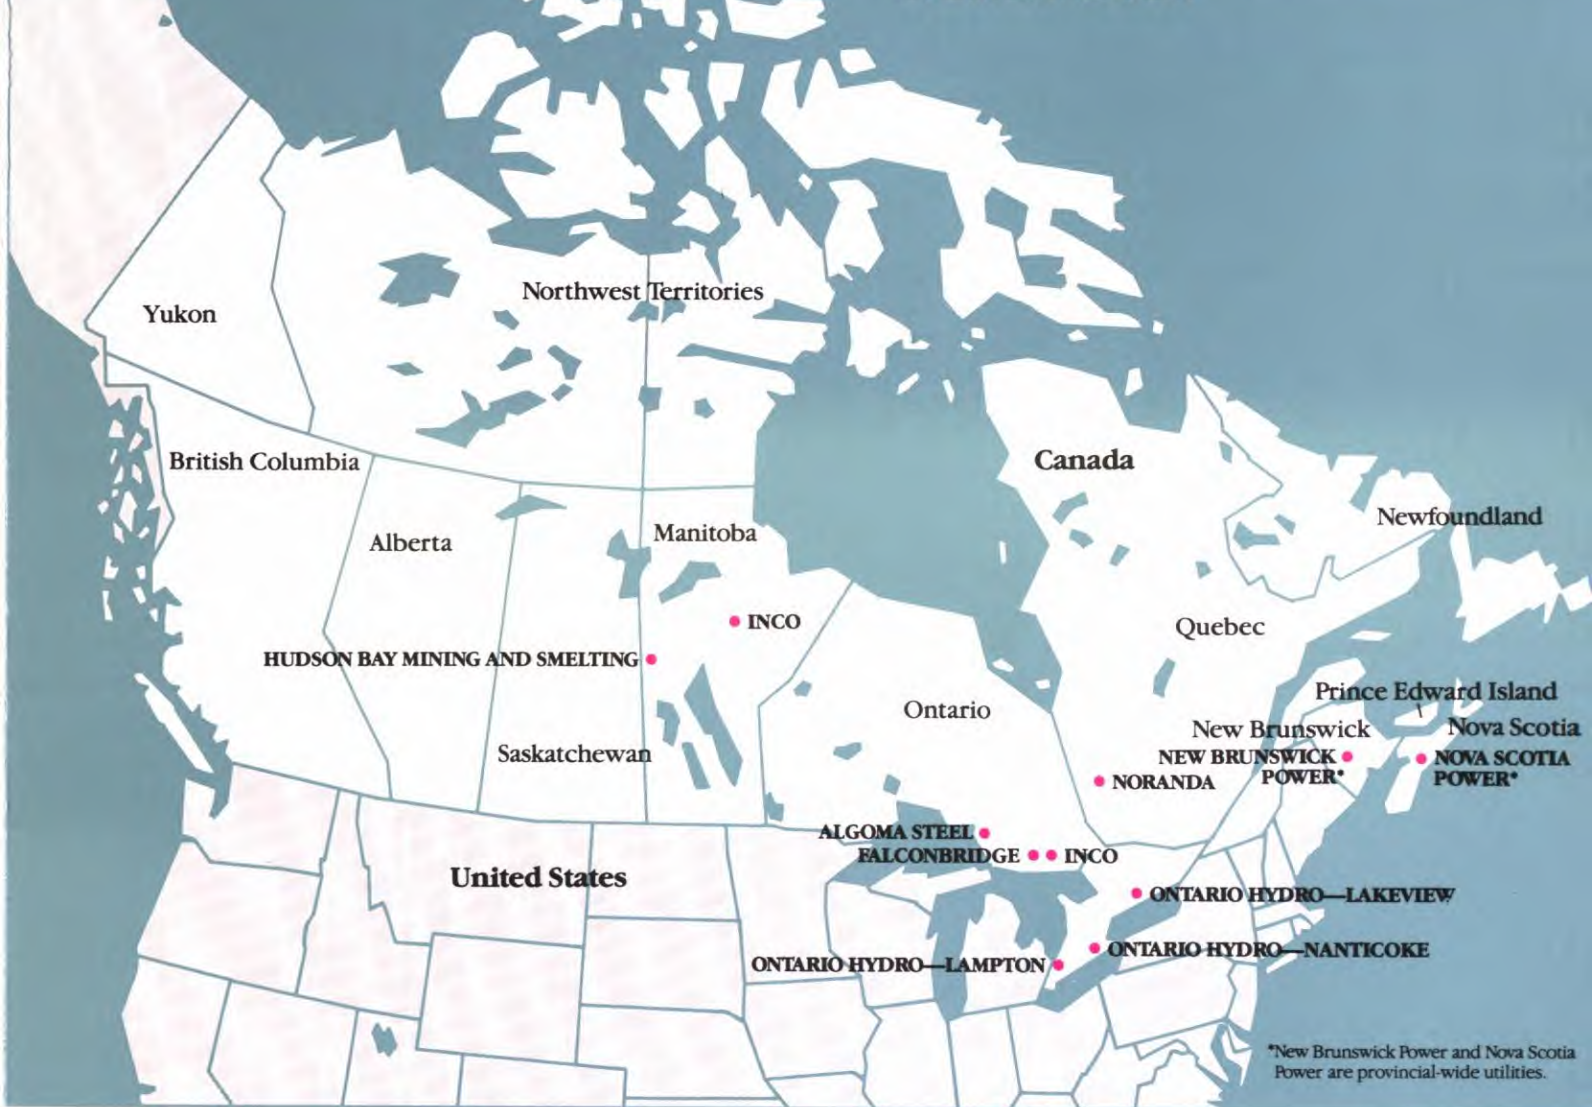 Northwest Territories
Yukon
British Columbia
Canada
Alberta
Manitoba
Newfoundland
INCO
Quebec
HUDSON BAY MINING AND SMELTING
Prince Edward Island
Ontario
New Brunswick
Nova Scotia
Saskatchewan
NEW BRUNSWICK
POWER*
NOVA SCOTIA
POWER*
NORANDA
ALGOMA STEEL
FALCONBRIDGE
INCO
United States
ONTARIO HYDRO—LAKEVIEW
ONTARIO HYDRO—NANTICOKE
ONTARIO HYDRO—LAMPTON
*New Brunswick Power and Nova Scotia
Power are provincial-wide utilities.